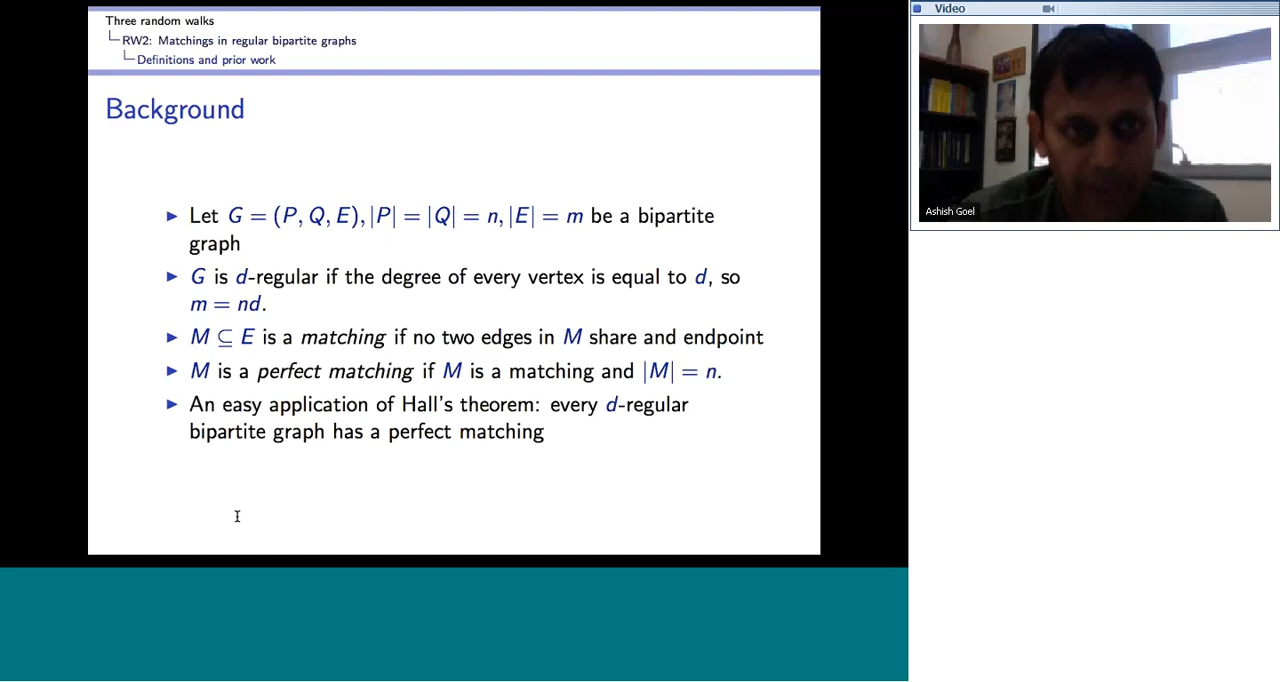 Three random walks
RW2: Matchings in regular bipartite graphs
Definitions and prior work
Background
Let G = (P, Q, E), |P| = |Q| = n, |E| = m be a bipartite
graph
G is d-regular if the degree of every vertex is equal to d, so
m = nd.
M ⊆ E is a matching if no two edges in M share and endpoint
M is a perfect matching if M is a matching and |M| = n.
An easy application of Hall's theorem: every d-regular
bipartite graph has a perfect matching
Video
Ashish Goel